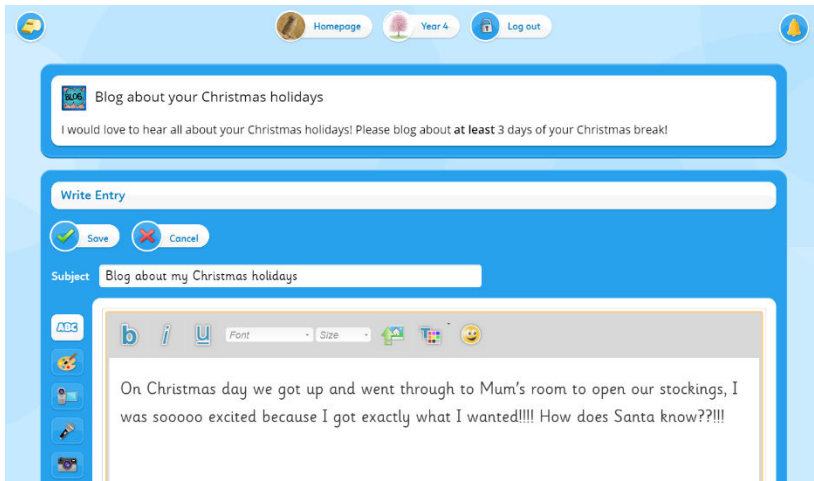 Homepage
Year 4
Log out
BLOG
Blog about your Christmas holidays
I would love to hear all about your Christmas holidays! Please blog about at least 3 days of your Christmas break!
Write Entry
Save
Cancel
Subject
Blog about my Christmas holidays
ABC
b i U Font Size T
On Christmas day we got up and went through to Mum's room to open our stockings, I
was sooooo excited because I got exactly what I wanted!!!! How does Santa know??!!!